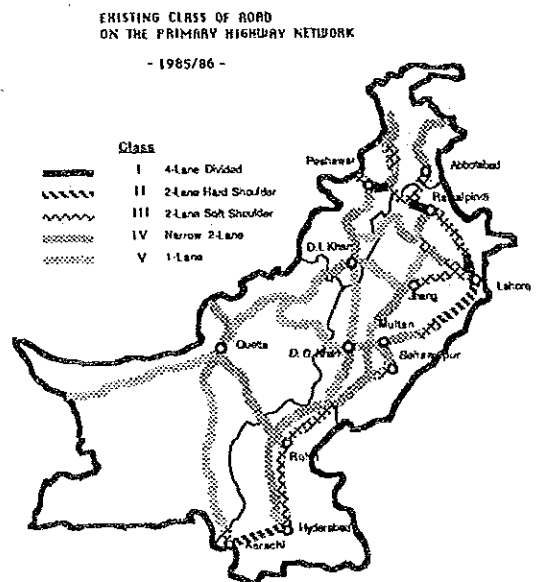 EXISTING CLASS OF ROAD
ON THE PRIMARY HIGHWAY NETWORK
- 1985/86 -
Class
I 4-Lane Divided
II 2-Lane Hard Shoulder
III 2-Lane Soft Shoulder
IV Narrow 2-Lane
V 1-Lane
Peshawar
Abbotabad
Rawalpindi
D.I. Khan
Lahore
Jhang
Multan
Quetta
D. G. Khan
Bahawalpur
Rohri
Hyderabad
Karachi